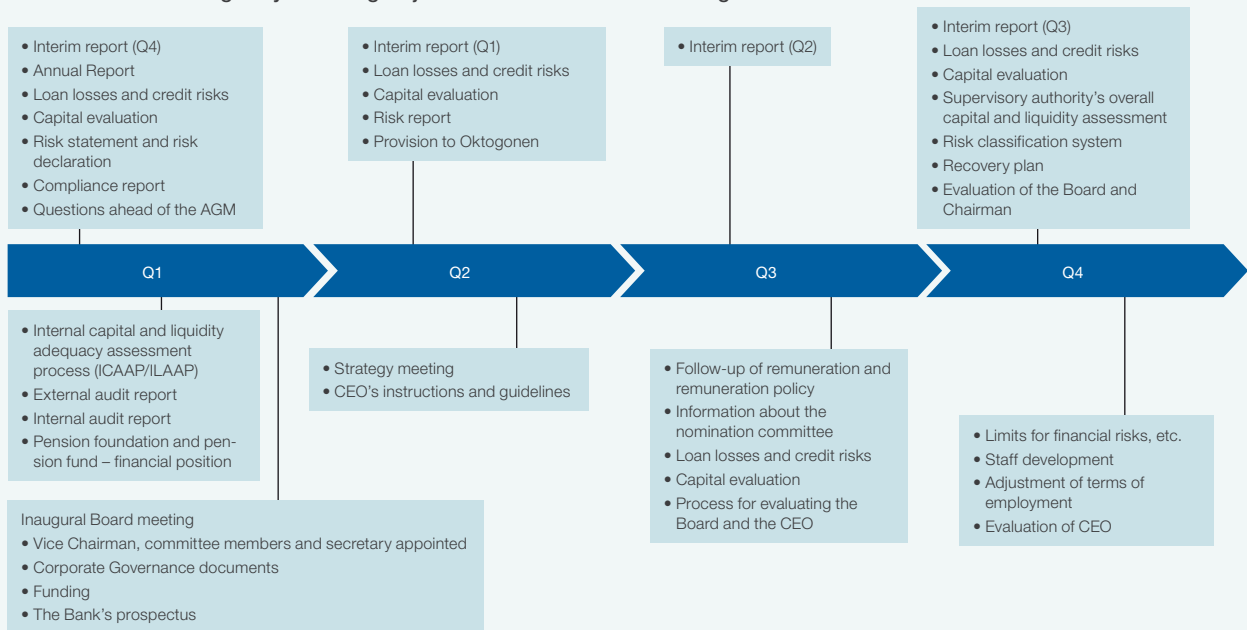 • Interim report (Q4)
• Annual Report
• Loan losses and credit risks
• Capital evaluation
• Risk statement and risk
declaration
• Compliance report
• Questions ahead of the AGM
• Interim report (Q1)
• Loan losses and credit risks
• Capital evaluation
• Risk report
• Provision to Oktogonen
• Interim report (Q2)
• Interim report (Q3)
• Loan losses and credit risks
• Capital evaluation
• Supervisory authority's overall
capital and liquidity assessment
• Risk classification system
• Recovery plan
• Evaluation of the Board and
Chairman
Q1
Q2
Q3
Q4
• Internal capital and liquidity
adequacy assessment
process (ICAAP/ILAAP)
• External audit report
• Internal audit report
• Pension foundation and pen-
sion fund – financial position
Inaugural Board meeting
• Vice Chairman, committee members and secretary appointed
• Corporate Governance documents
• Funding
• The Bank's prospectus
• Strategy meeting
• CEO's instructions and guidelines
• Follow-up of remuneration and
remuneration policy
• Information about the
nomination committee
• Loan losses and credit risks
• Capital evaluation
• Process for evaluating the
Board and the CEO
• Limits for financial risks, etc.
• Staff development
• Adjustment of terms of
employment
• Evaluation of CEO